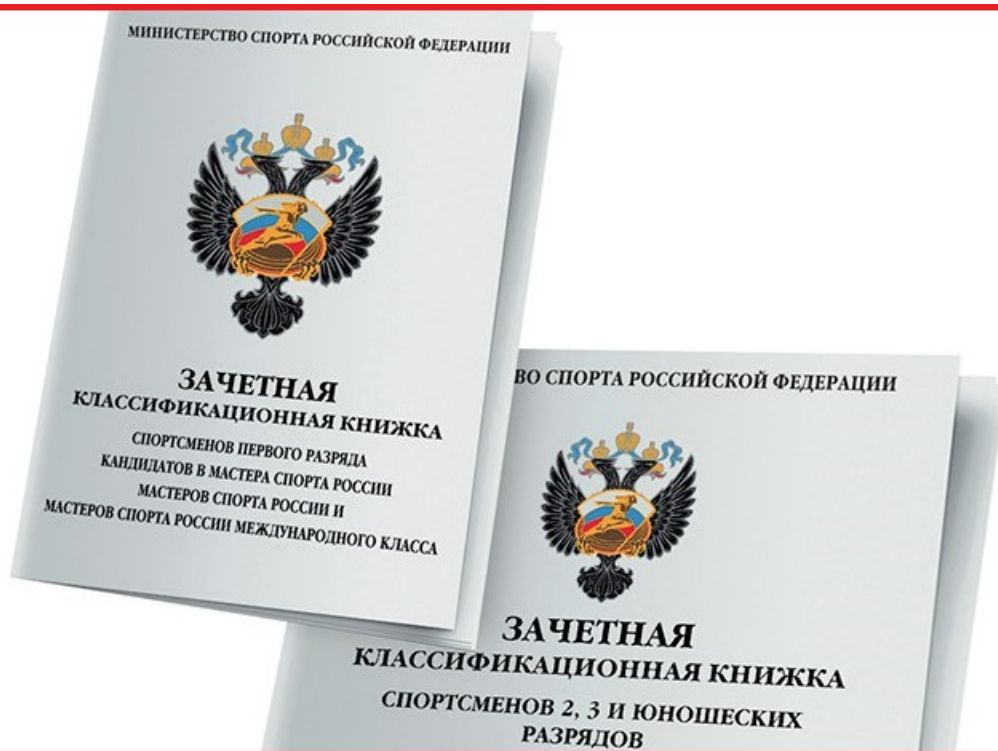 МИНИСТЕРСТВО СПОРТА РОССИЙСКОЙ ФЕДЕРАЦИИ
ЗАЧЕТНАЯ
КЛАССИФИКАЦИОННАЯ КНИЖКА
СПОРТСМЕНОВ ПЕРВОГО РАЗРЯДА
КАНДИДАТОВ В МАСТЕРА СПОРТА РОССИИ
МАСТЕРОВ СПОРТА РОССИИ И
МАСТЕРОВ СПОРТА РОССИИ МЕЖДУНАРОДНОГО КЛАССА
ВО СПОРТА РОССИЙСКОЙ ФЕДЕРАЦИИ
ЗАЧЕТНАЯ
КЛАССИФИКАЦИОННАЯ КНИЖКА
СПОРТСМЕНОВ 2, 3 И ЮНОШЕСКИХ
РАЗРЯДОВ